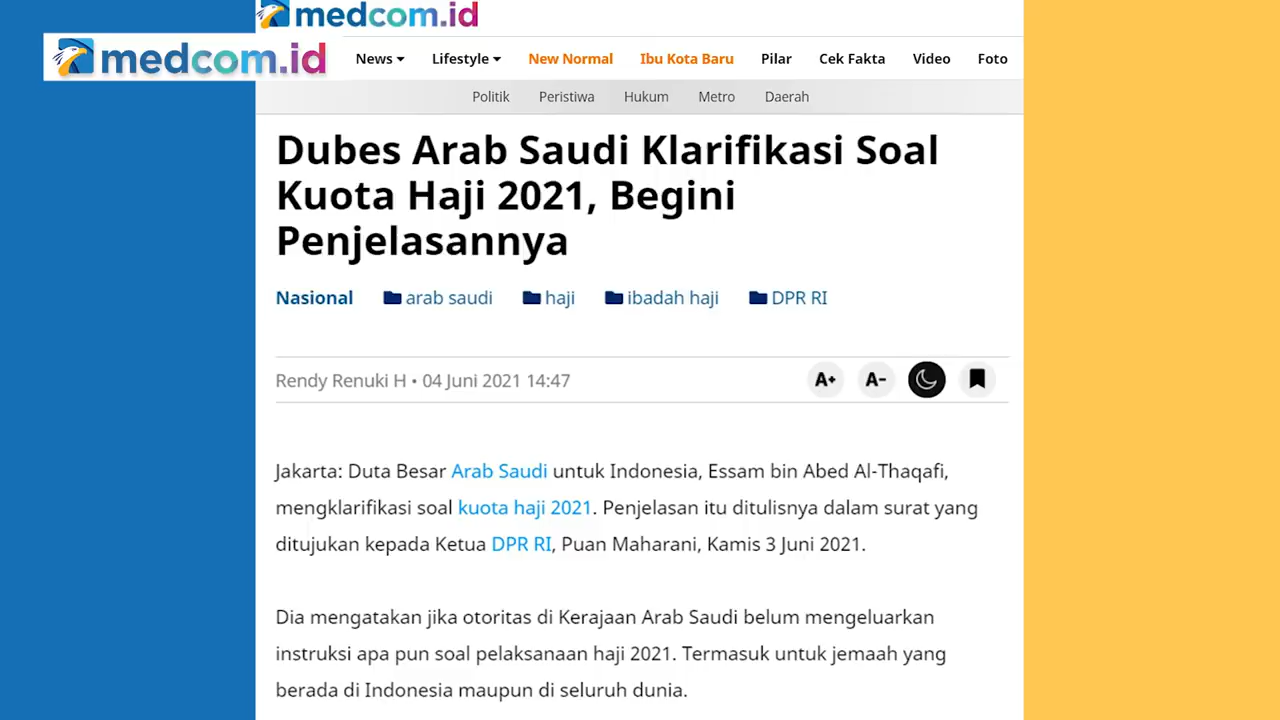 medcom.id
medcom.id
News Lifestyle New Normal Ibu Kota Baru Pilar Cek Fakta Video Foto
Politik Peristiwa Hukum Metro Daerah
Dubes Arab Saudi Klarifikasi Soal
Kuota Haji 2021, Begini
Penjelasannya
Nasional arab saudi haji ibadah haji DPR RI
Rendy Renuki H • 04 Juni 2021 14:47 A+ A-
Jakarta: Duta Besar Arab Saudi untuk Indonesia, Essam bin Abed Al-Thaqafi,
mengklarifikasi soal kuota haji 2021. Penjelasan itu ditulisnya dalam surat yang
ditujukan kepada Ketua DPR RI, Puan Maharani, Kamis 3 Juni 2021.
Dia mengatakan jika otoritas di Kerajaan Arab Saudi belum mengeluarkan
instruksi apa pun soal pelaksanaan haji 2021. Termasuk untuk jemaah yang
berada di Indonesia maupun di seluruh dunia.